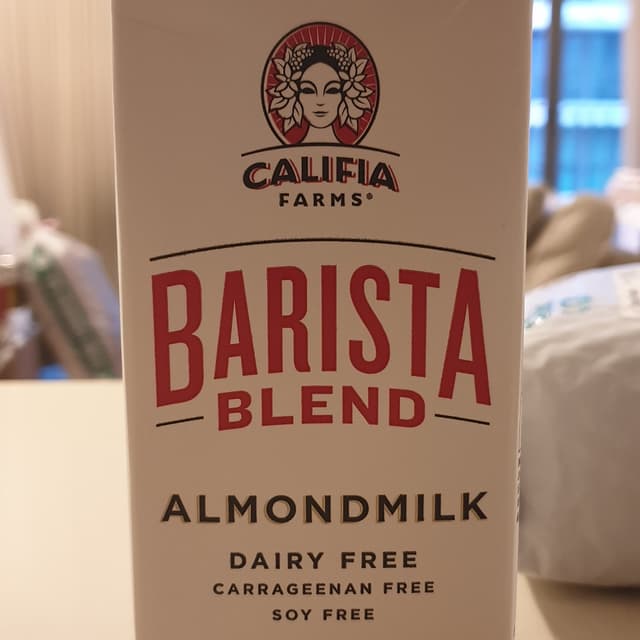 CALIFIA
FARMS®
BARISTA
BLEND
ALMONDMILK
DAIRY FREE
CARRAGEENAN FREE
SOY FREE